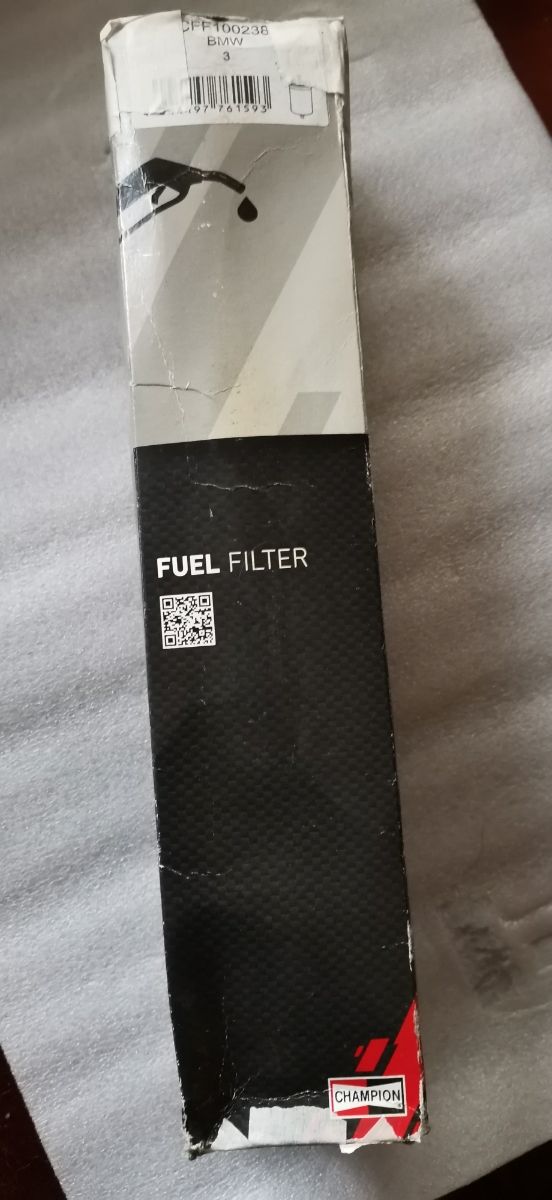 CFF100238
BMW
3
97 761593
FUEL FILTER
CHAMPION